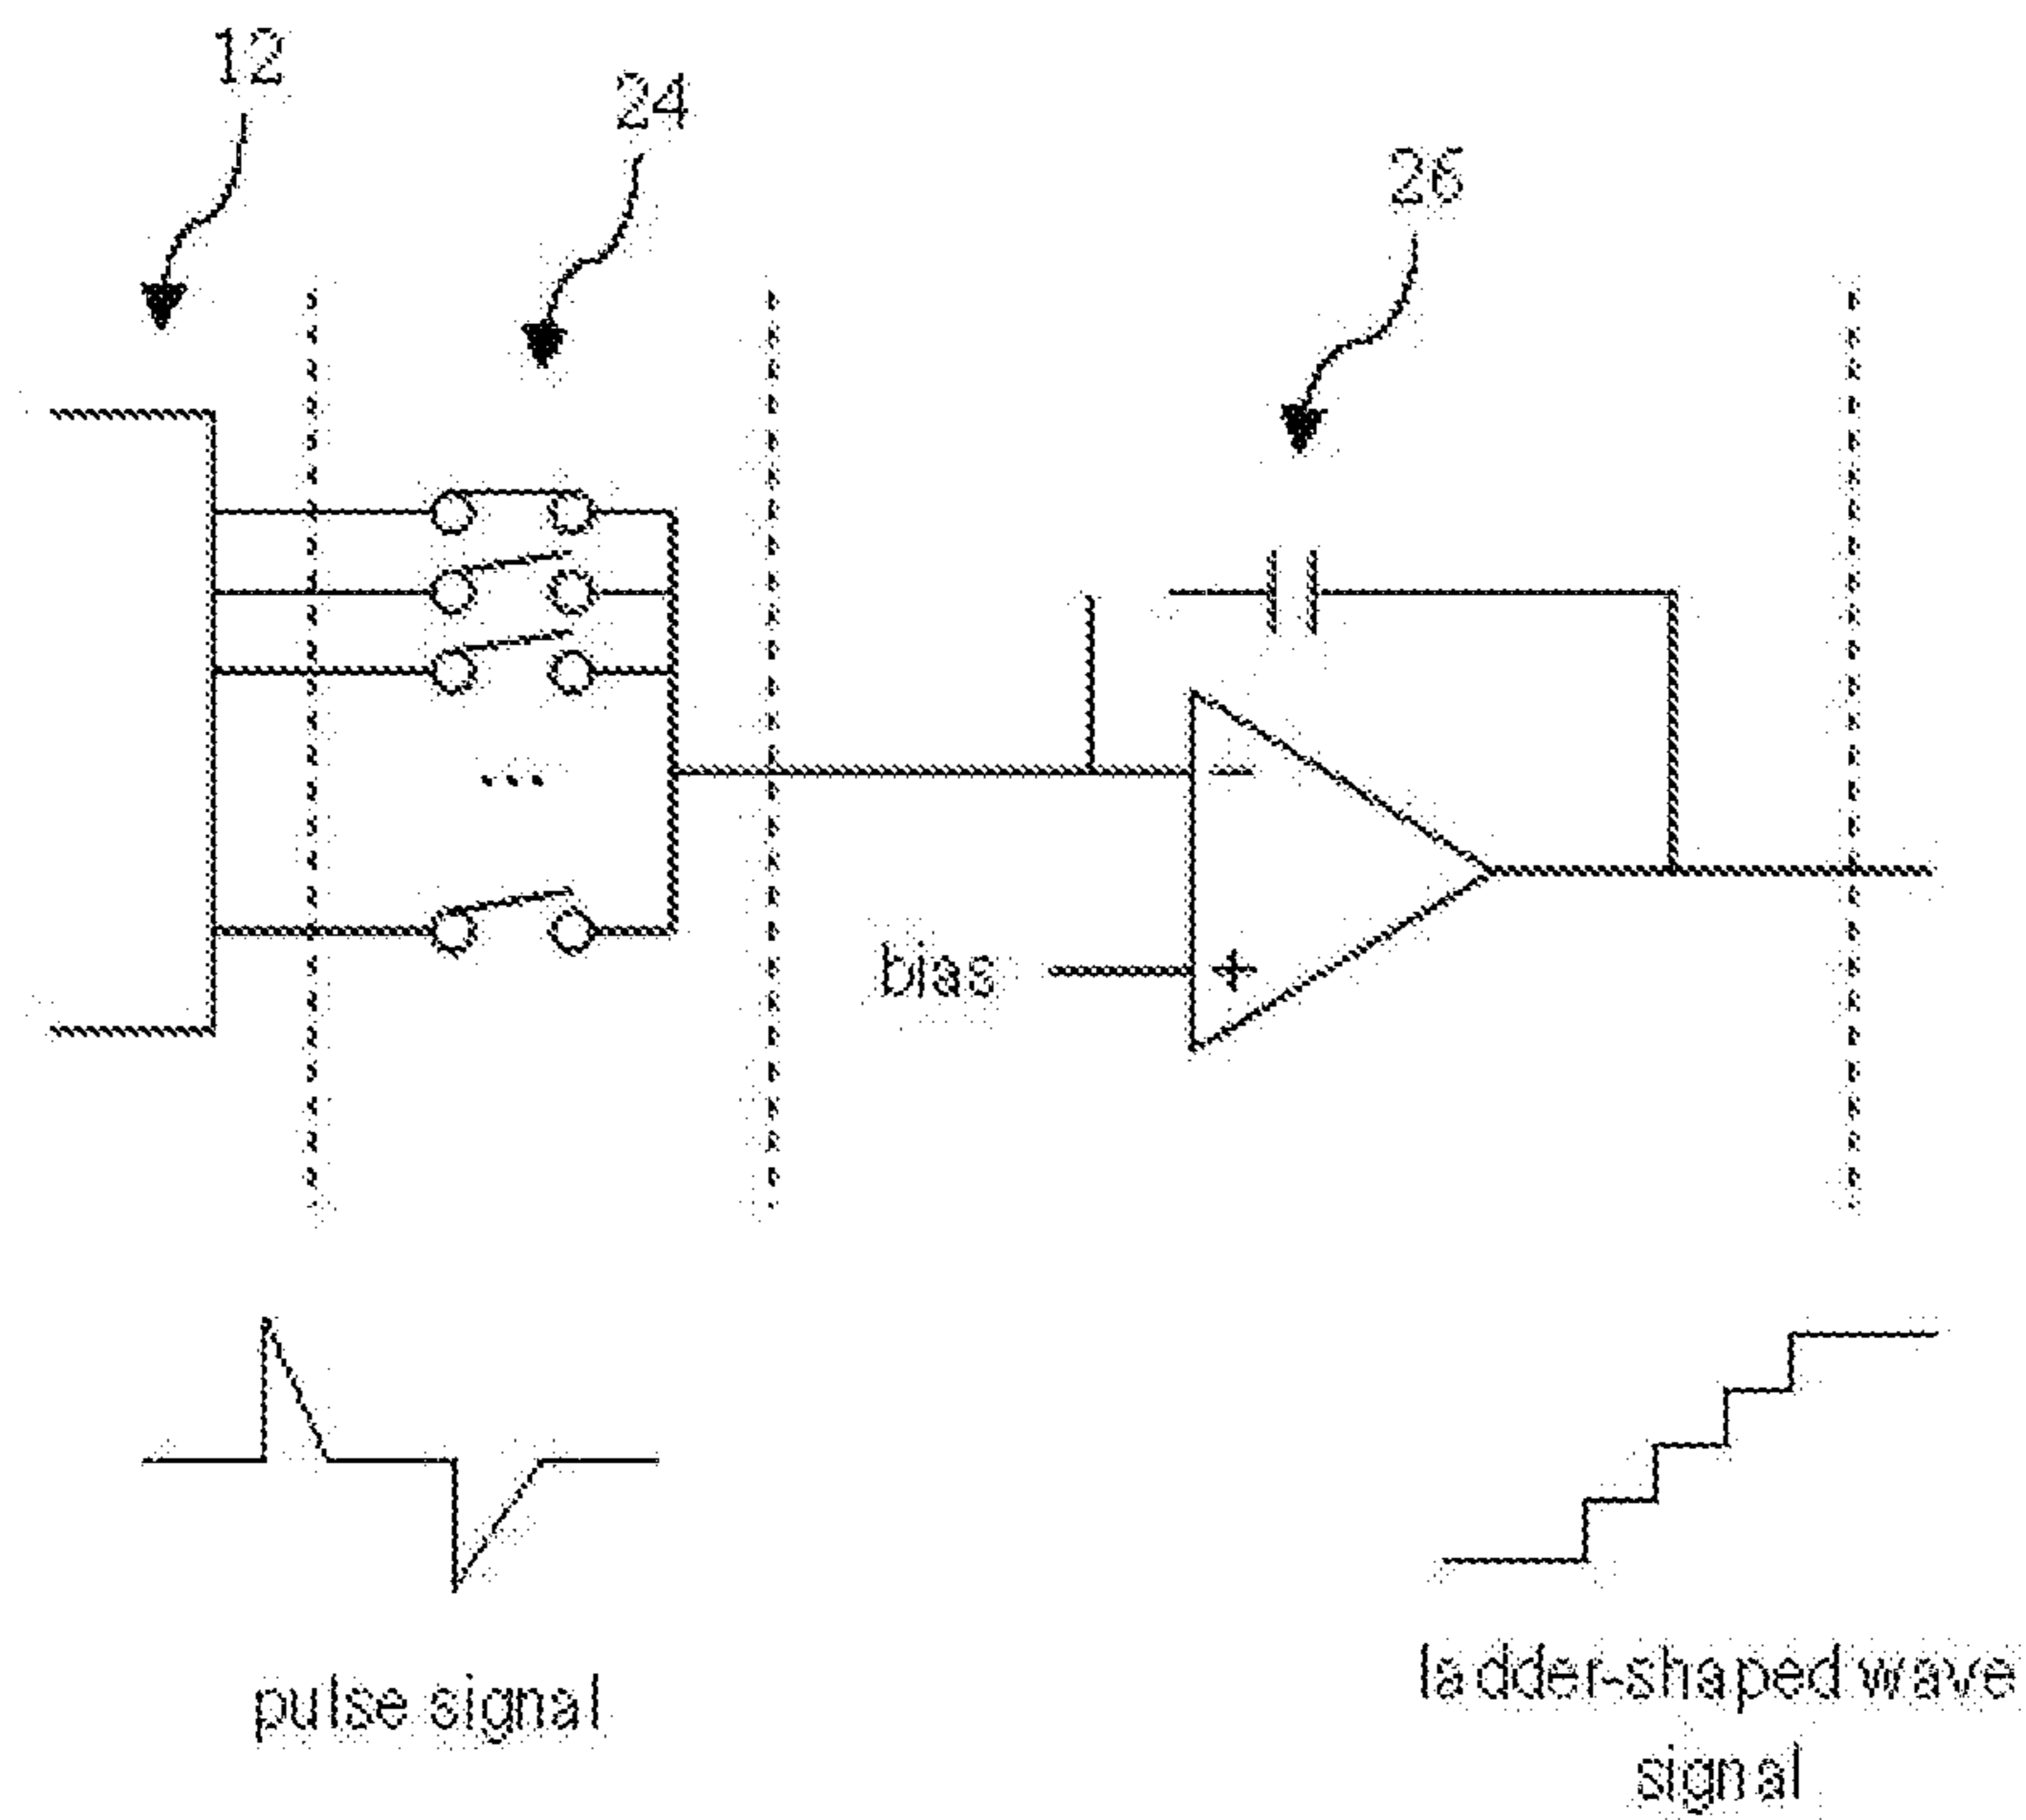 12
24
26
...
−
bias
+
pulse signal
ladder-shaped wave
signal